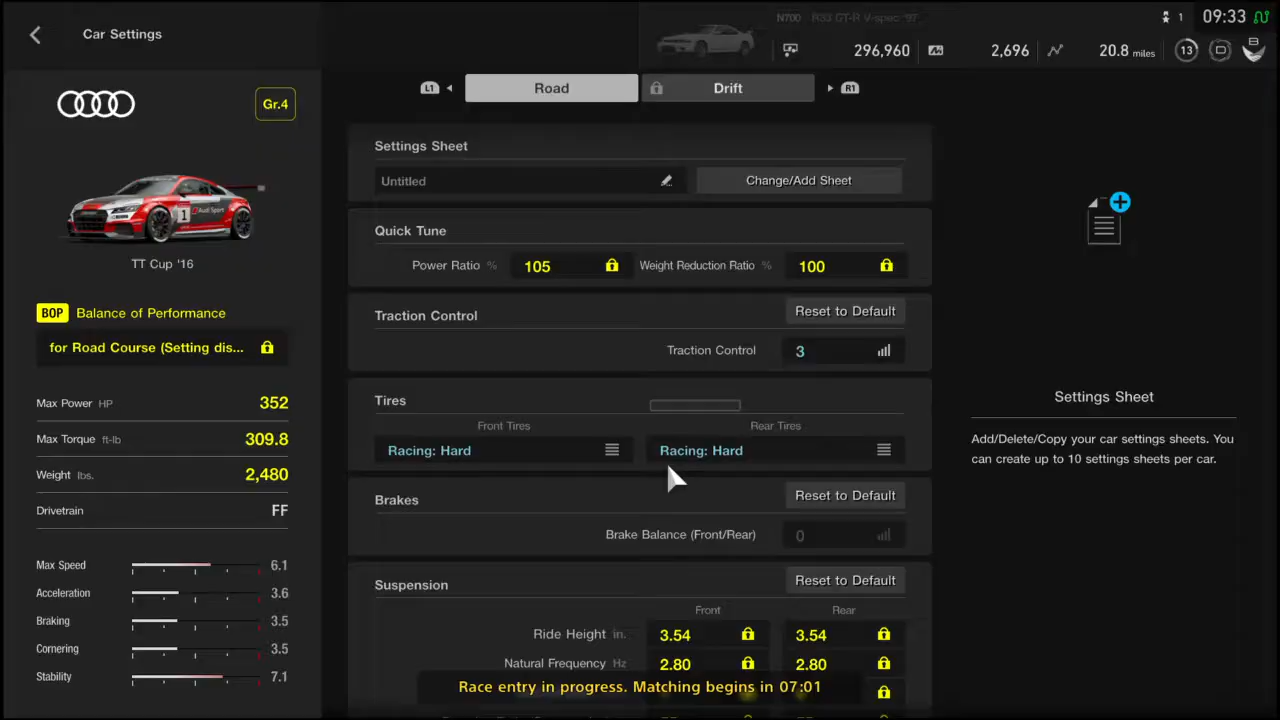 Car Settings
N700 R33 GT-R V-spec '97
1 09:33
296,960 2,696 20.8 miles 13 B
L1 Road Drift R1
Gr.4
1 Audi Sport
TT Cup '16
BOP Balance of Performance
for Road Course (Setting dis...
Max Power HP 352
Max Torque ft-lb 309.8
Weight lbs. 2,480
Drivetrain FF
Max Speed 6.1
Acceleration 3.6
Braking 3.5
Cornering 3.5
Stability 7.1
Settings Sheet
Untitled Change/Add Sheet
Quick Tune
Power Ratio % 105 Weight Reduction Ratio % 100
Traction Control Reset to Default
Traction Control 3
Tires
Front Tires Rear Tires
Racing: Hard Racing: Hard
Brakes Reset to Default
Brake Balance (Front/Rear) 0
Suspension Reset to Default
Front Rear
Ride Height in. 3.54 3.54
Natural Frequency Hz 2.80 2.80
Race entry in progress. Matching begins in 07:01
Settings Sheet
Add/Delete/Copy your car settings sheets. You
can create up to 10 settings sheets per car.